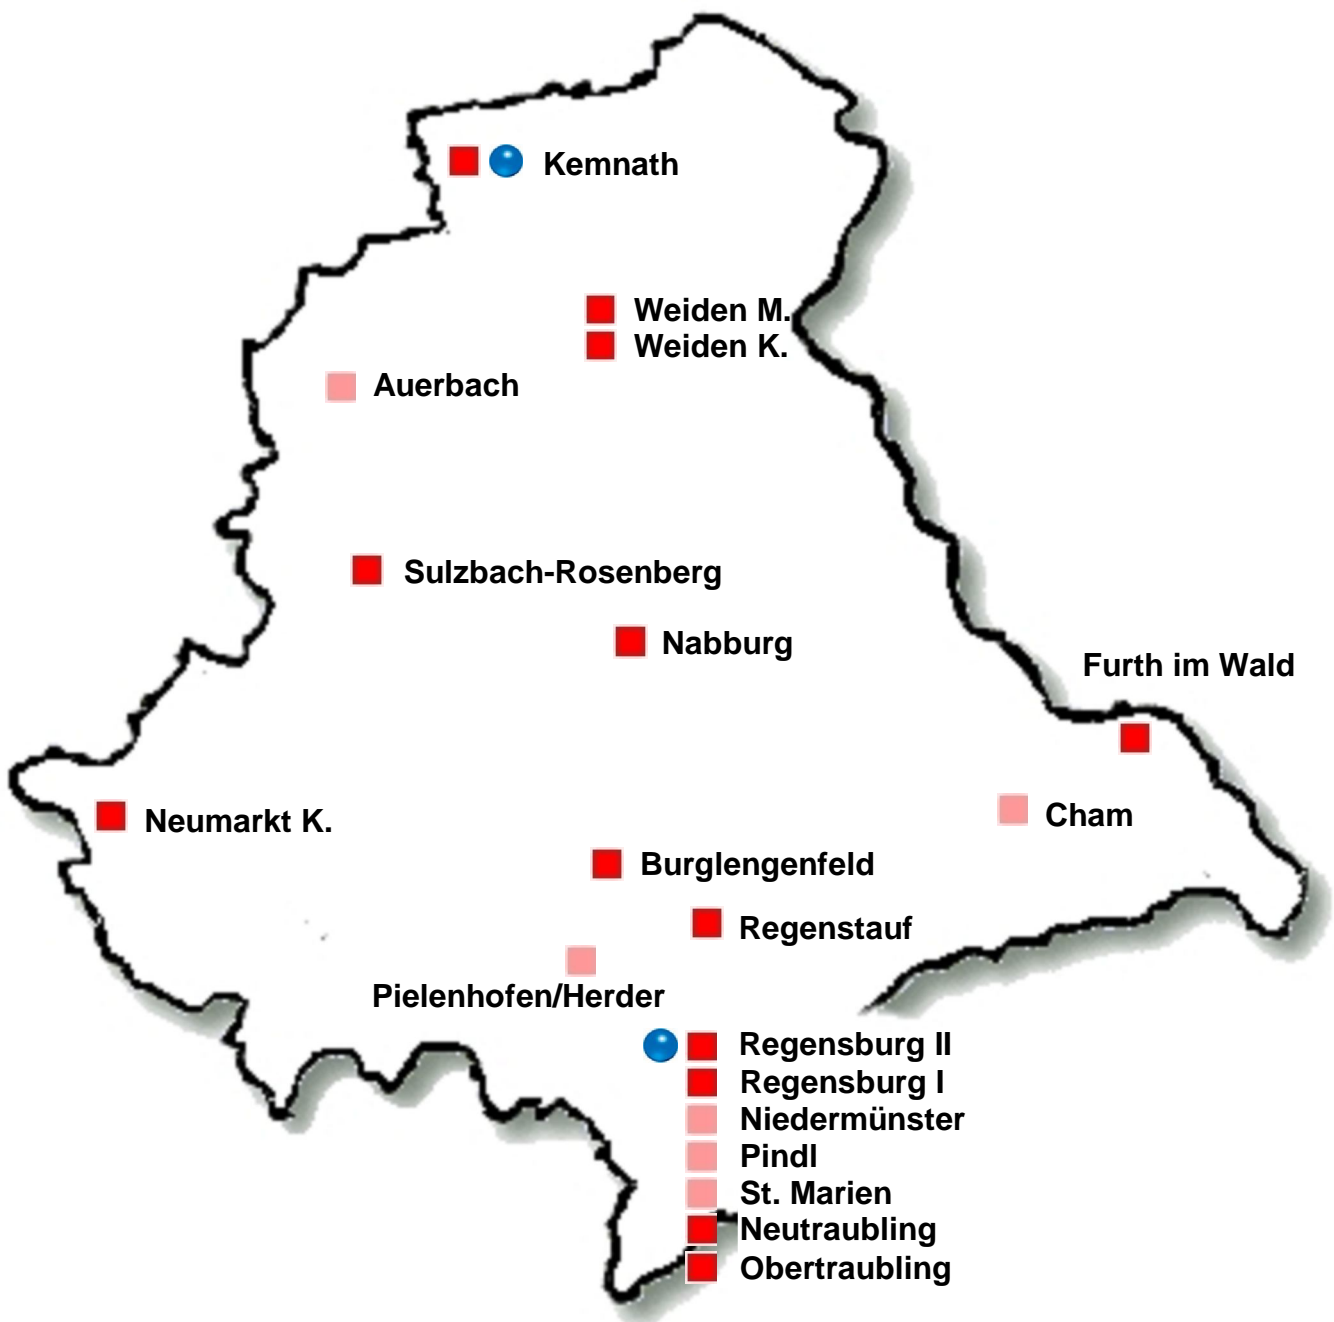 Kemnath
Weiden M.
Weiden K.
Auerbach
Sulzbach-Rosenberg
Nabburg
Furth im Wald
Neumarkt K.
Cham
Burglengenfeld
Regenstauf
Pielenhofen/Herder
Regensburg II
Regensburg I
Niedermünster
Pindl
St. Marien
Neutraubling
Obertraubling